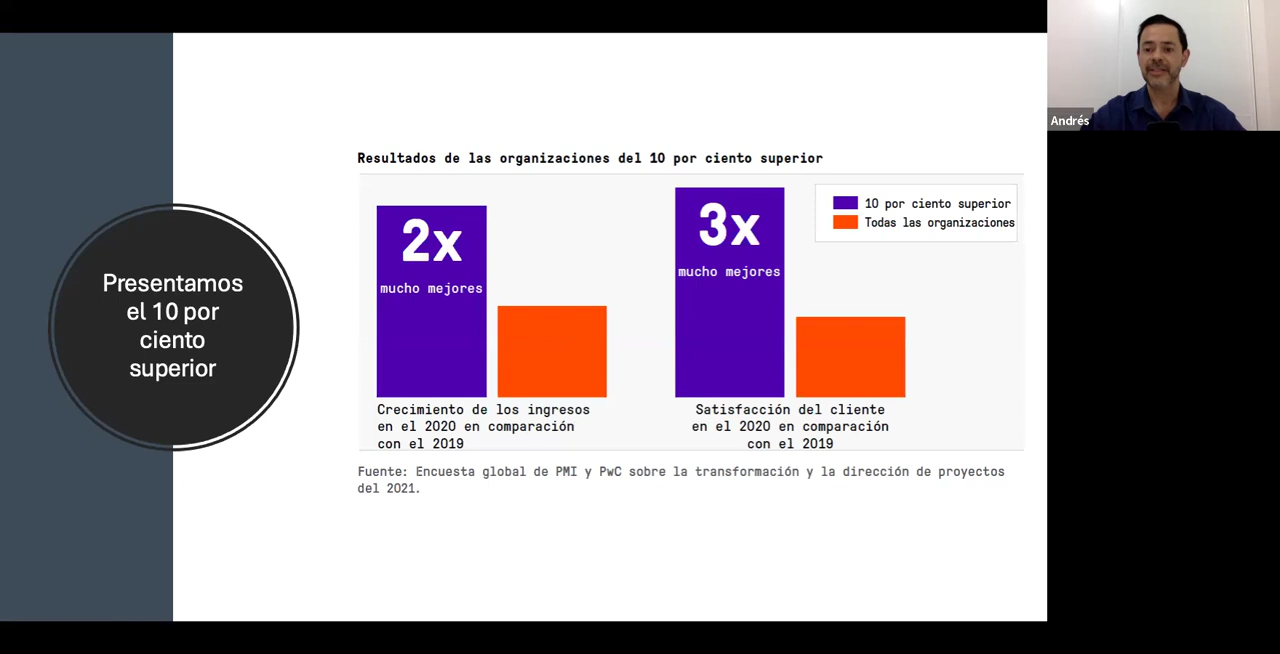 Presentamos
el 10 por
ciento
superior
Resultados de las organizaciones del 10 por ciento superior
2x
mucho mejores
3x
mucho mejores
10 por ciento superior
Todas las organizaciones
Crecimiento de los ingresos
en el 2020 en comparación
con el 2019
Satisfacción del cliente
en el 2020 en comparación
con el 2019
Fuente: Encuesta global de PMI y PwC sobre la transformación y la dirección de proyectos
del 2021.
Andrés